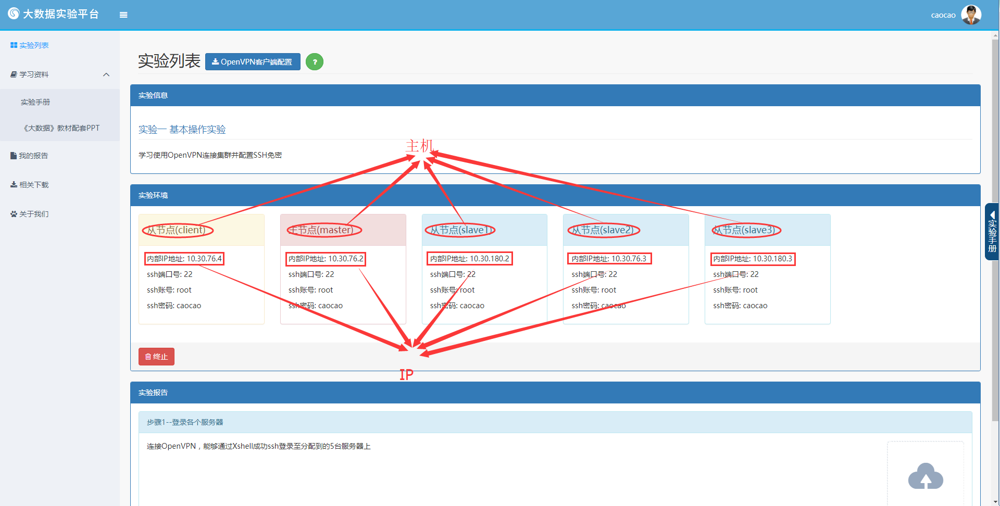 大数据实验平台
caocao
实验列表
学习资料
实验手册
《大数据》教材配套PPT
我的报告
相关下载
关于我们
实验列表
OpenVPN客户端配置
?
实验信息
实验一 基本操作实验
主机
学习使用OpenVPN连接集群并配置SSH免密
实验环境
从节点(client)
内部IP地址: 10.30.76.4
ssh端口号: 22
ssh账号: root
ssh密码: caocao
主节点(master)
内部IP地址: 10.30.76.2
ssh端口号: 22
ssh账号: root
ssh密码: caocao
从节点(slave1)
内部IP地址: 10.30.180.2
ssh端口号: 22
ssh账号: root
ssh密码: caocao
从节点(slave2)
内部IP地址: 10.30.76.3
ssh端口号: 22
ssh账号: root
ssh密码: caocao
从节点(slave3)
内部IP地址: 10.30.180.3
ssh端口号: 22
ssh账号: root
ssh密码: caocao
实验手册
终止
IP
实验报告
步骤1--登录各个服务器
连接OpenVPN，能够通过Xshell成功ssh登录至分配到的5台服务器上